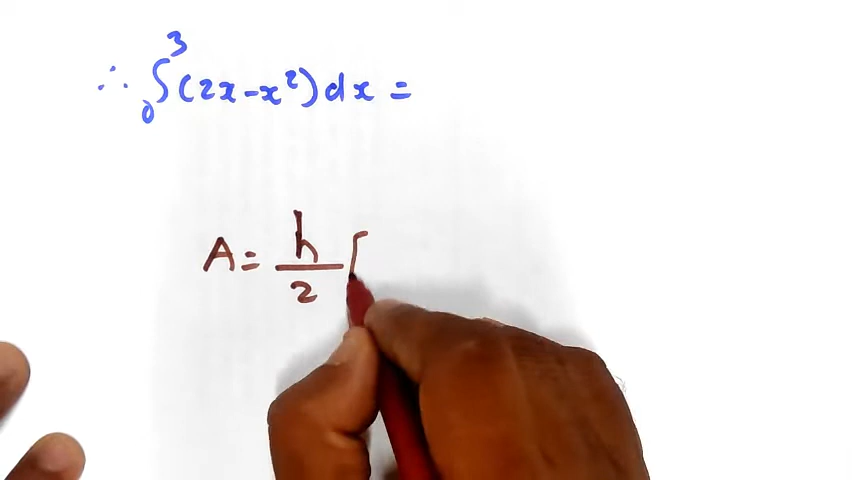 ∴ ∫₀³ (2x-x²) dx =
A = h/2 [